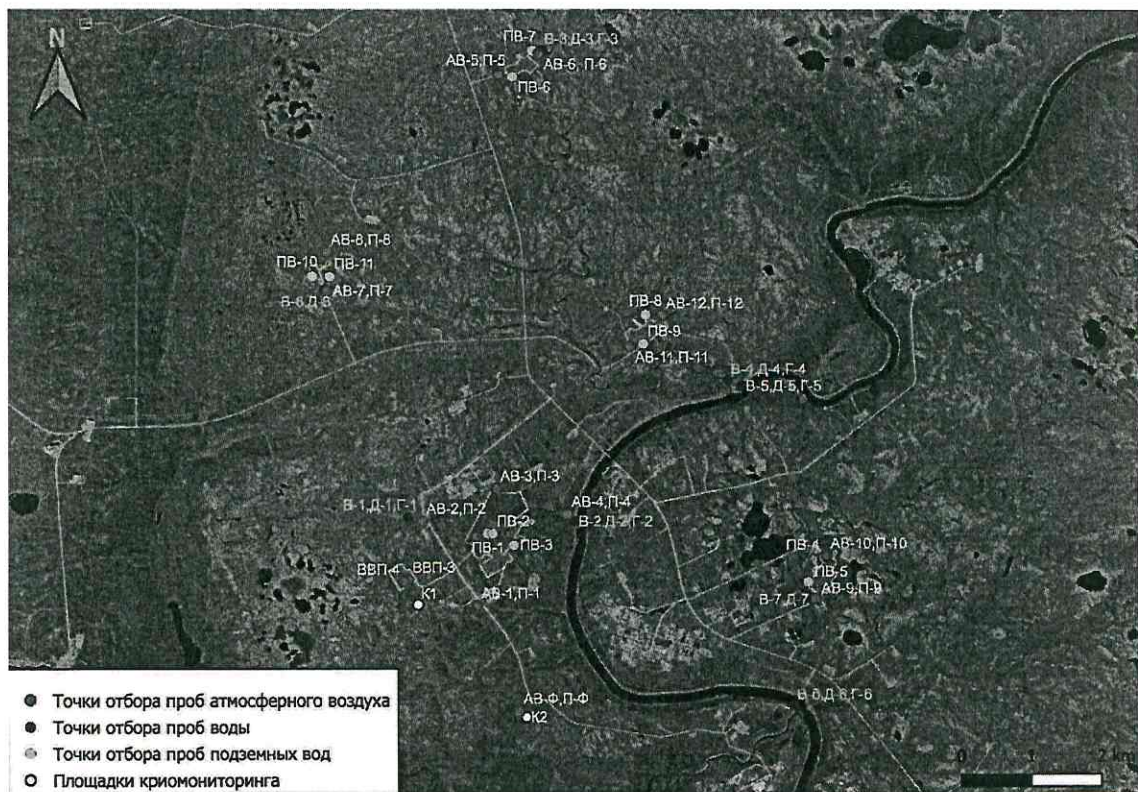 N
ПВ-7 В-3,Д-3,Г-3
АВ-5,П-5 АВ-6, П-6
ПВ-6
АВ-8,П-8
ПВ-10 ПВ-11
АВ-7,П-7
ПВ-8 АВ-12,П-12
ПВ-9
АВ-11,П-11
В-4,Д-4,Г-4
В-5,Д-5,Г-5
АВ-3,П-3
В-1,Д-1,Г-1 АВ-2,П-2
АВ-4,П-4
ПВ-2 В-2,Д-2,Г-2
ПВ-1 ПВ-3
ПВ-4 АВ-10,П-10
ВВП-4 ВВП-3
ПВ-5
К1 АВ-1,П-1
В-7,Д-7 АВ-9,П-9
АВ-Ф,П-Ф
К2
В-6,Д-6,Г-6
Точки отбора проб атмосферного воздуха
Точки отбора проб воды
Точки отбора проб подземных вод
Площадки криомониторинга
0 1 2 km